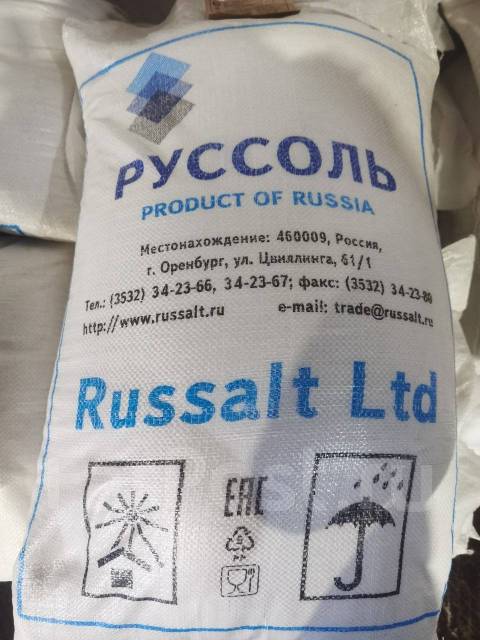 РУССОЛЬ
PRODUCT OF RUSSIA
Местонахождение: 460009, Россия,
г. Оренбург, ул. Цвиллинга, 61/1
Тел.: (3532) 34-23-66, 34-23-67; факс: (3532) 34-23-80
http://www.russalt.ru e-mail: trade@russalt.ru
Russalt Ltd
EAC
PP